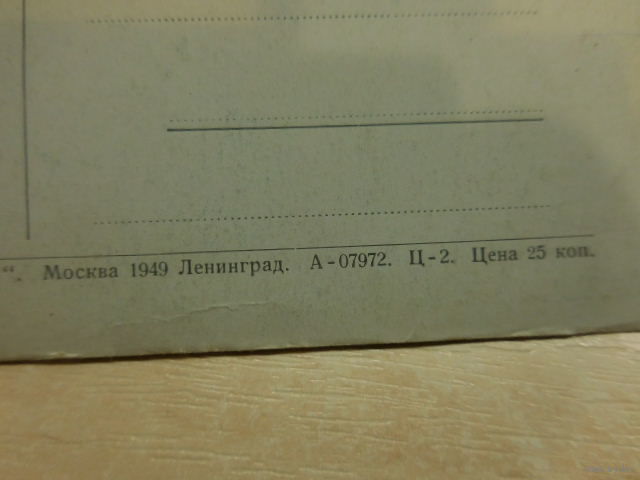 “. Москва 1949 Ленинград. А-07972. Ц-2. Цена 25 коп.